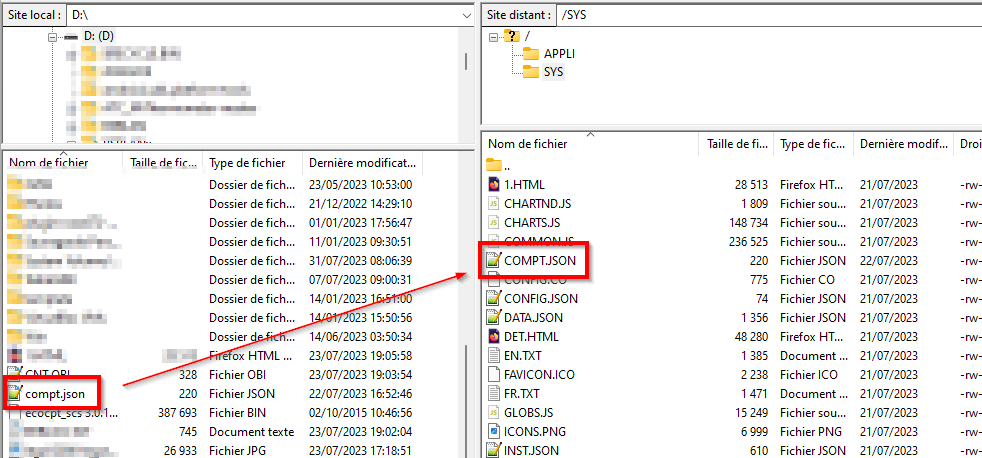 Site local : D:\
D: (D)
Nom de fichier Taille de fic... Type de fichier Dernière modificat...
Dossier de fich... 23/05/2023 10:53:00
Dossier de fich... 21/12/2022 14:29:10
Dossier de fich... 01/01/2023 17:56:47
Dossier de fich... 11/01/2023 09:30:51
Dossier de fich... 31/07/2023 08:06:39
Dossier de fich... 07/07/2023 09:00:31
Dossier de fich... 14/01/2023 16:51:00
Dossier de fich... 14/01/2023 15:50:56
Dossier de fich... 14/06/2023 03:50:34
Firefox HTML ... 23/07/2023 19:05:58
CNT.OBJ 328 Fichier OBJ 23/07/2023 19:03:54
compt.json 220 Fichier JSON 22/07/2023 16:52:46
ecocpt_scs 3.0.1... 387 693 Fichier BIN 02/10/2015 10:46:56
745 Document texte 23/07/2023 19:02:04
26 933 Fichier JPG 23/07/2023 17:18:51
Site distant : /SYS
/
APPLI
SYS
Nom de fichier Taille de fi... Type de fic... Dernière modif... Droi
..
1.HTML 28 513 Firefox HT... 21/07/2023 -rw-
CHARTND.JS 1 809 Fichier sou... 21/07/2023 -rw-
CHARTS.JS 148 734 Fichier sou... 21/07/2023 -rw-
COMMON.JS 236 525 Fichier sou... 21/07/2023 -rw-
COMPT.JSON 220 Fichier JSON 22/07/2023 -rw-
CONFIG.CO 775 Fichier CO 21/07/2023 -rw-
CONFIG.JSON 74 Fichier JSON 21/07/2023 -rw-
DATA.JSON 1 356 Fichier JSON 21/07/2023 -rw-
DET.HTML 48 280 Firefox HT... 21/07/2023 -rw-
EN.TXT 1 385 Document ... 21/07/2023 -rw-
FAVICON.ICO 2 238 Fichier ICO 21/07/2023 -rw-
FR.TXT 1 671 Document ... 21/07/2023 -rw-
GLOBS.JS 15 249 Fichier sou... 21/07/2023 -rw-
ICONS.PNG 6 999 Fichier PNG 21/07/2023 -rw-
INST.JSON 610 Fichier JSON 21/07/2023 -rw-